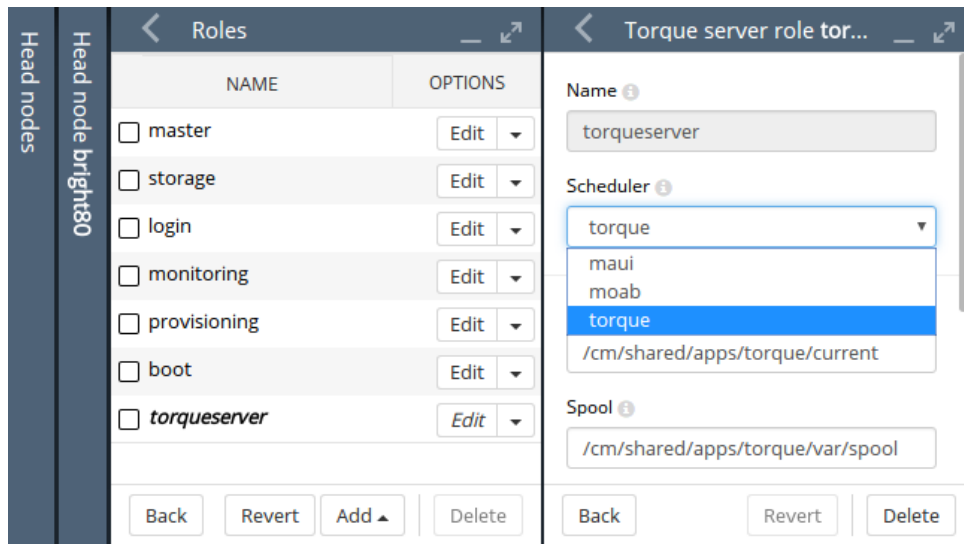 Head nodes
Head node bright80
Roles
NAME OPTIONS
master Edit
storage Edit
login Edit
monitoring Edit
provisioning Edit
boot Edit
torqueserver Edit
Back Revert Add Delete
Torque server role tor...
Name
torqueserver
Scheduler
torque
maui
moab
torque
/cm/shared/apps/torque/current
Spool
/cm/shared/apps/torque/var/spool
Back Revert Delete